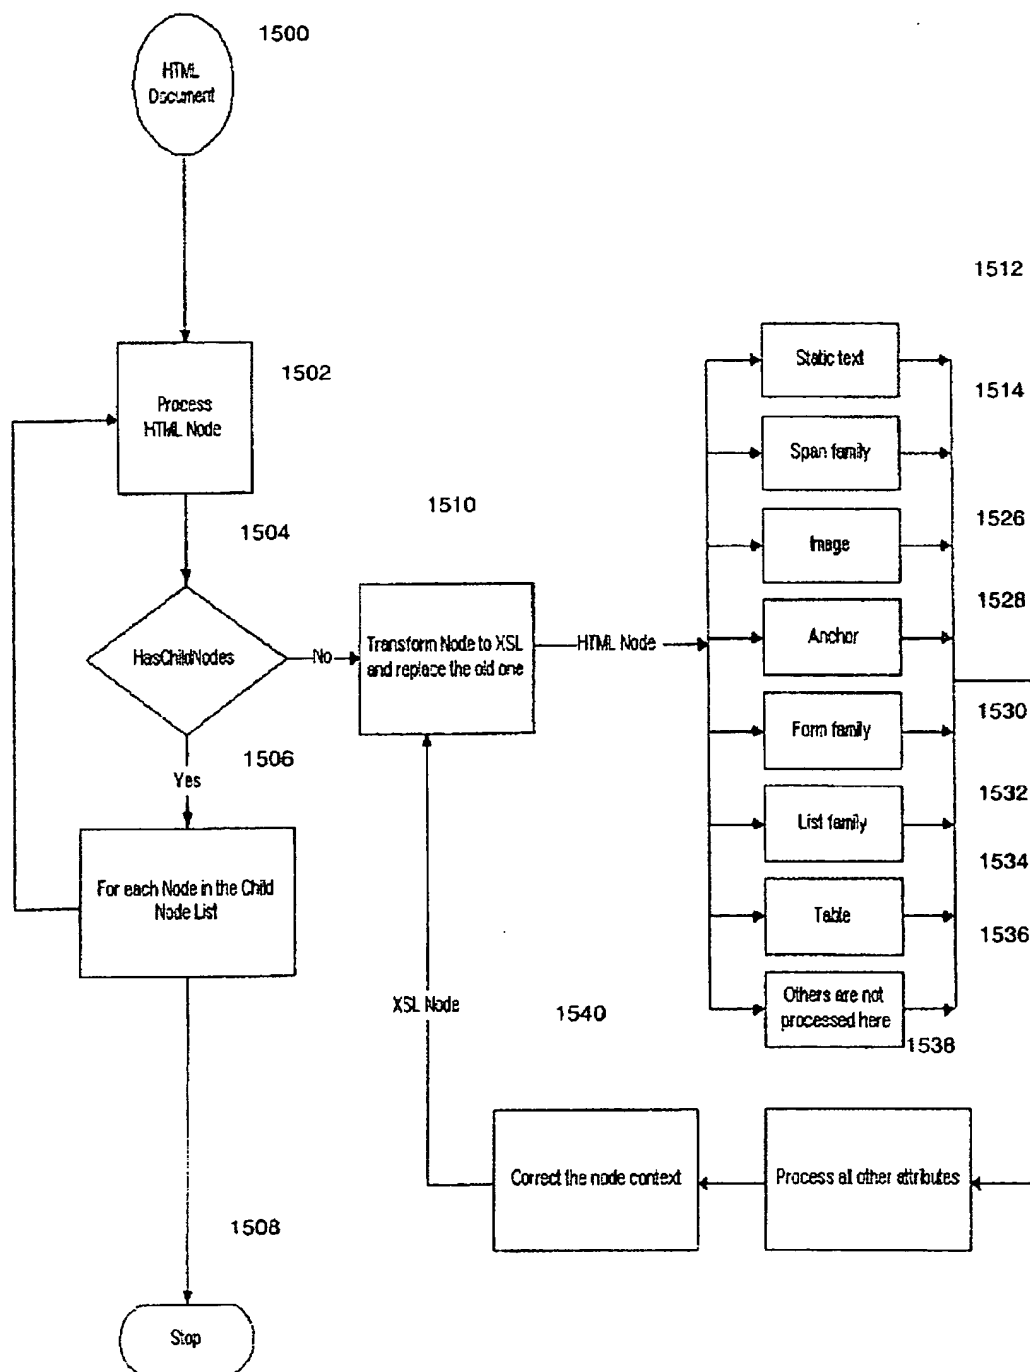 1500
HTML
Document
1512
Static text
1502
Process
HTML Node
1514
Span family
1510
1504
1526
Image
1528
HasChildNodes
No
Transform Node to XSL
and replace the old one
HTML Node
Anchor
1530
Form family
1506
Yes
1532
List family
1534
For each Node in the Child
Node List
Table
1536
XSL Node
1540
Others are not
processed here
1538
Correct the node context
Process all other attributes
1508
Stop